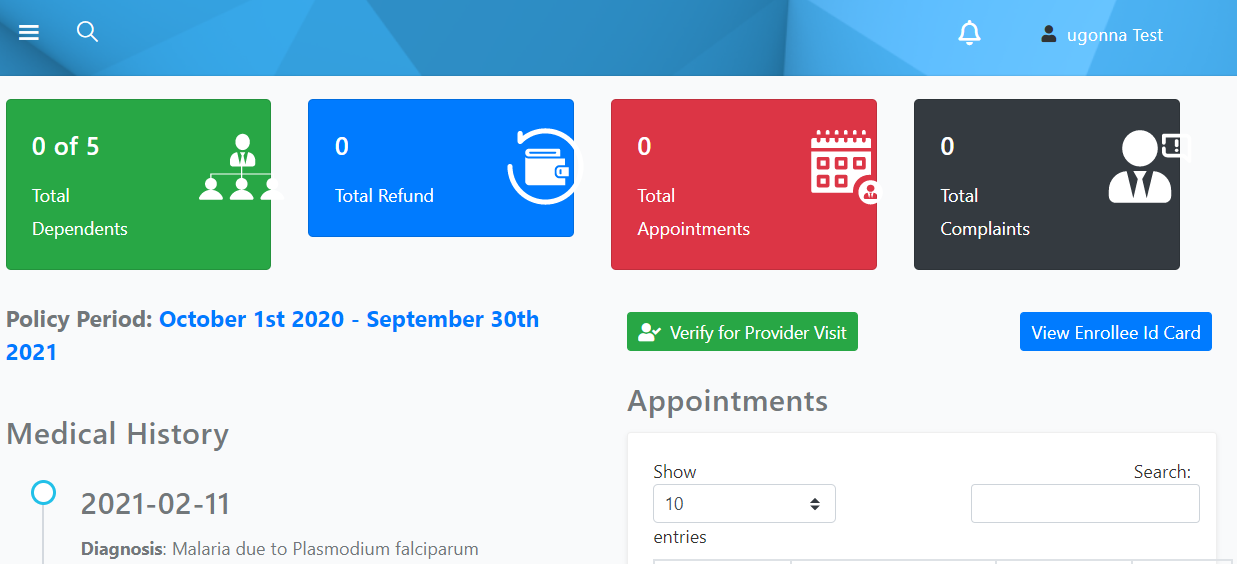 ugonna Test
0 of 5
Total
Dependents
0
Total Refund
0
Total
Appointments
0
Total
Complaints
Policy Period: October 1st 2020 - September 30th
2021
Verify for Provider Visit
View Enrollee Id Card
Medical History
2021-02-11
Diagnosis: Malaria due to Plasmodium falciparum
Appointments
Show
10
entries
Search: